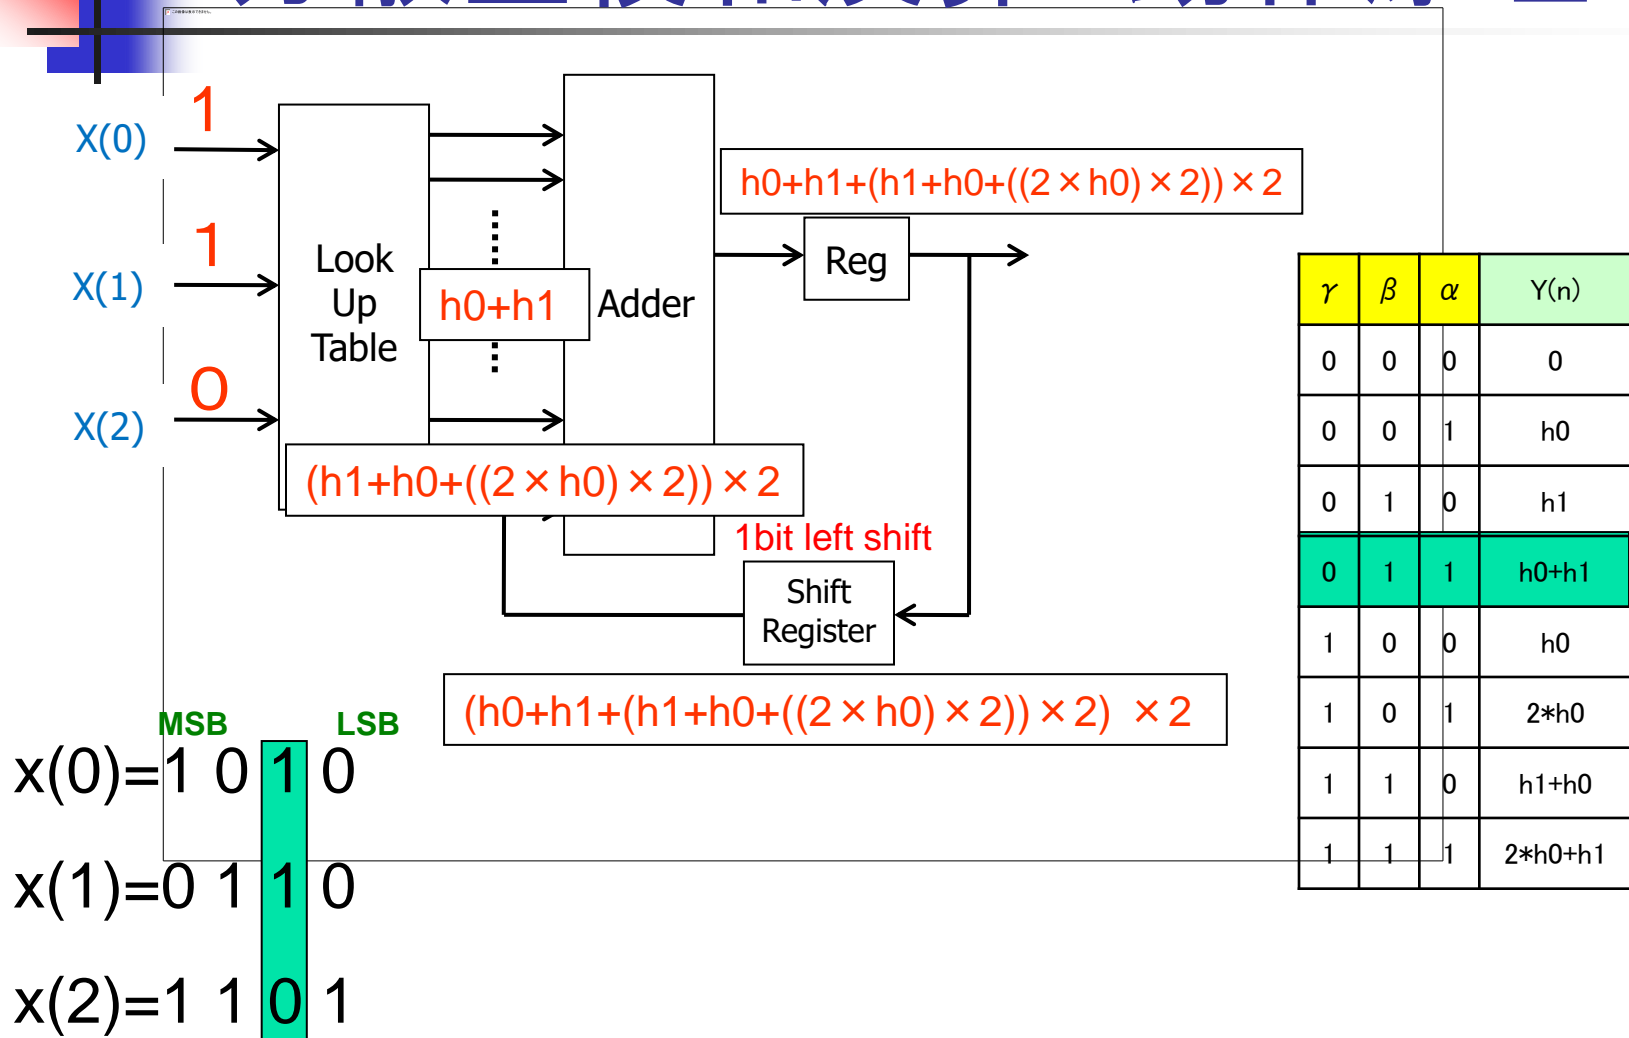 X(0)
1
X(1)
1
X(2)
0
Look
Up
Table
h0+h1
Adder
h0+h1+(h1+h0+((2×h0)×2))×2
Reg
(h1+h0+((2×h0)×2))×2
1bit left shift
Shift
Register
(h0+h1+(h1+h0+((2×h0)×2))×2) ×2
MSB LSB
x(0)=1 0 1 0
x(1)=0 1 1 0
x(2)=1 1 0 1
γ β α Y(n)
0 0 0 0
0 0 1 h0
0 1 0 h1
0 1 1 h0+h1
1 0 0 h0
1 0 1 2*h0
1 1 0 h1+h0
1 1 1 2*h0+h1